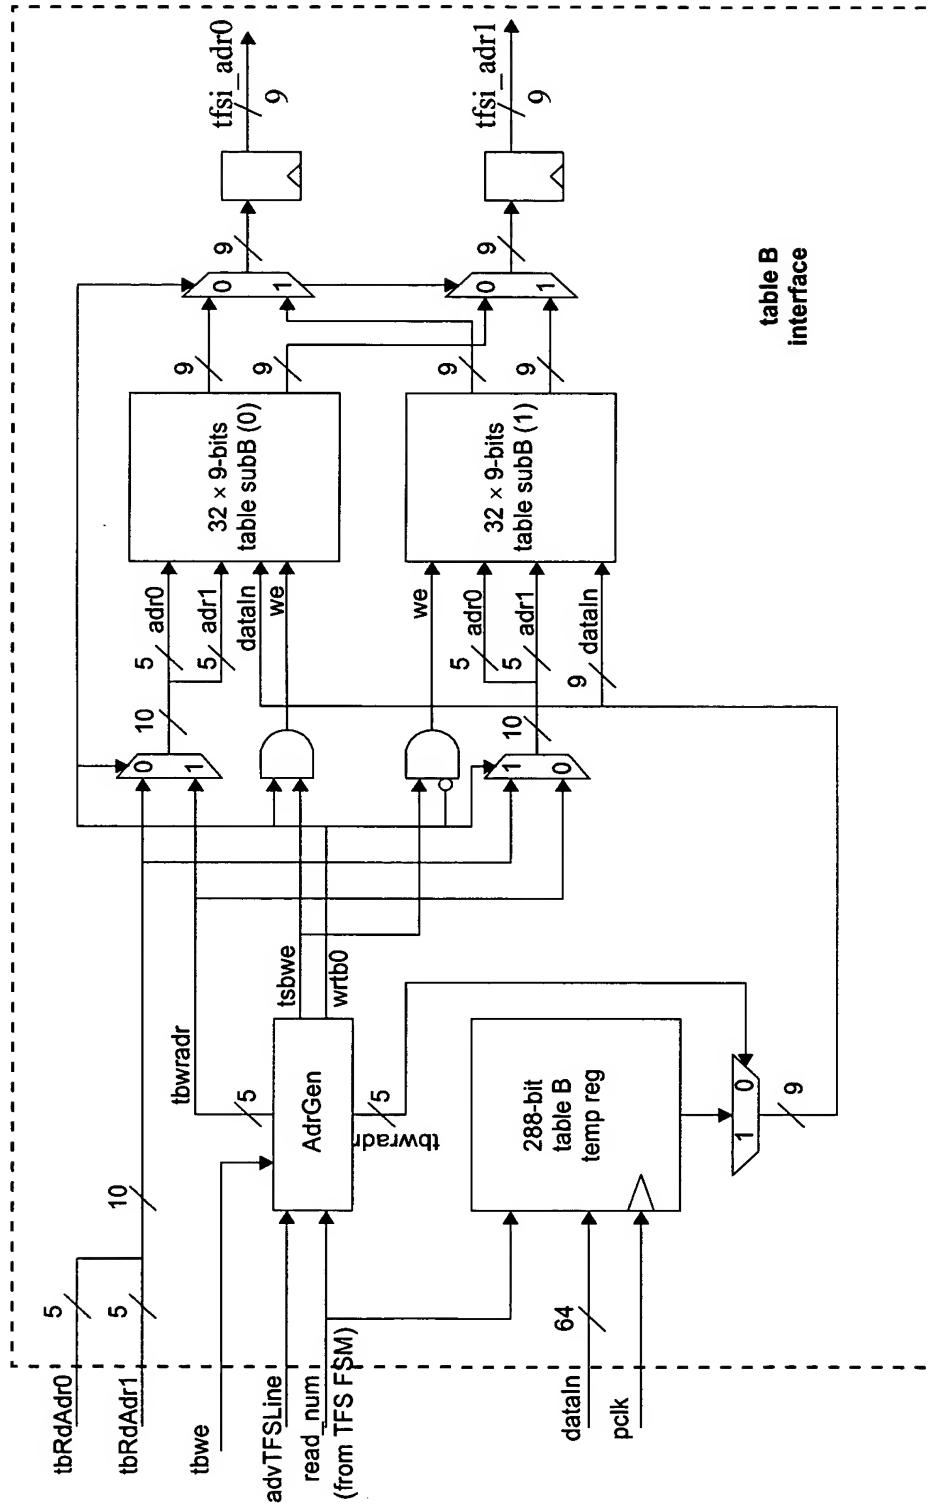 tbRdAdr0
5
tbRdAdr1
5
10
tbwe
advTFSLine
read_num
(from TFS FSM)
dataIn
64
pclk
tbwradr
5
AdrGen
5
tbwradr
tsbwe
wrtb0
288-bit
table B
temp reg
1
0
9
0
1
10
5
adr0
5
adr1
dataIn
we
32 × 9-bits
table subB (0)
9
9
0
1
9
tfsi_adr0
9
1
0
10
we
5
adr0
5
adr1
9
dataIn
32 × 9-bits
table subB (1)
9
9
0
1
9
tfsi_adr1
9
table B
interface